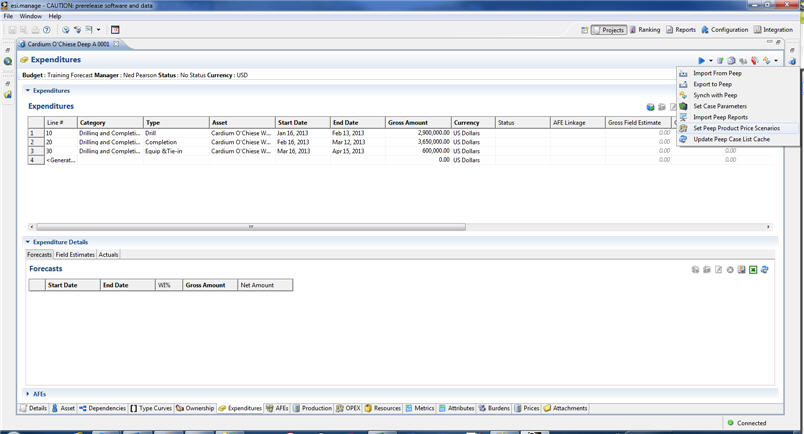 esi.manage - CAUTION: prerelease software and data
File Window Help
Projects Ranking Reports Configuration Integration
Cardium O'Chiese Deep A 0001
Expenditures
Budget : Training Forecast Manager : Ned Pearson Status : No Status Currency : USD
Expenditures
Expenditures
Line # Category Type Asset Start Date End Date Gross Amount Currency Status AFE Linkage Gross Field Estimate
1 10 Drilling and Completi... Drill Cardium O'Chiese W... Jan 16, 2013 Feb 13, 2013 2,900,000.00 US Dollars 0.00
2 20 Drilling and Completi... Completion Cardium O'Chiese W... Feb 16, 2013 Mar 12, 2013 3,650,000.00 US Dollars 0.00 0.00
3 30 Drilling and Completi... Equip &Tie-in Cardium O'Chiese W... Mar 16, 2013 Apr 15, 2013 600,000.00 US Dollars 0.00 0.00
4 <Generat... 0.00 US Dollars 0.00 0.00
Import From Peep
Export to Peep
Synch with Peep
Set Case Parameters
Import Peep Reports
Set Peep Product Price Scenarios
Update Peep Case List Cache
Expenditure Details
Forecasts Field Estimates Actuals
Forecasts
Start Date End Date WI% Gross Amount Net Amount
AFEs
Details Asset Dependencies Type Curves Ownership Expenditures AFEs Production OPEX Resources Metrics Attributes Burdens Prices Attachments
Connected